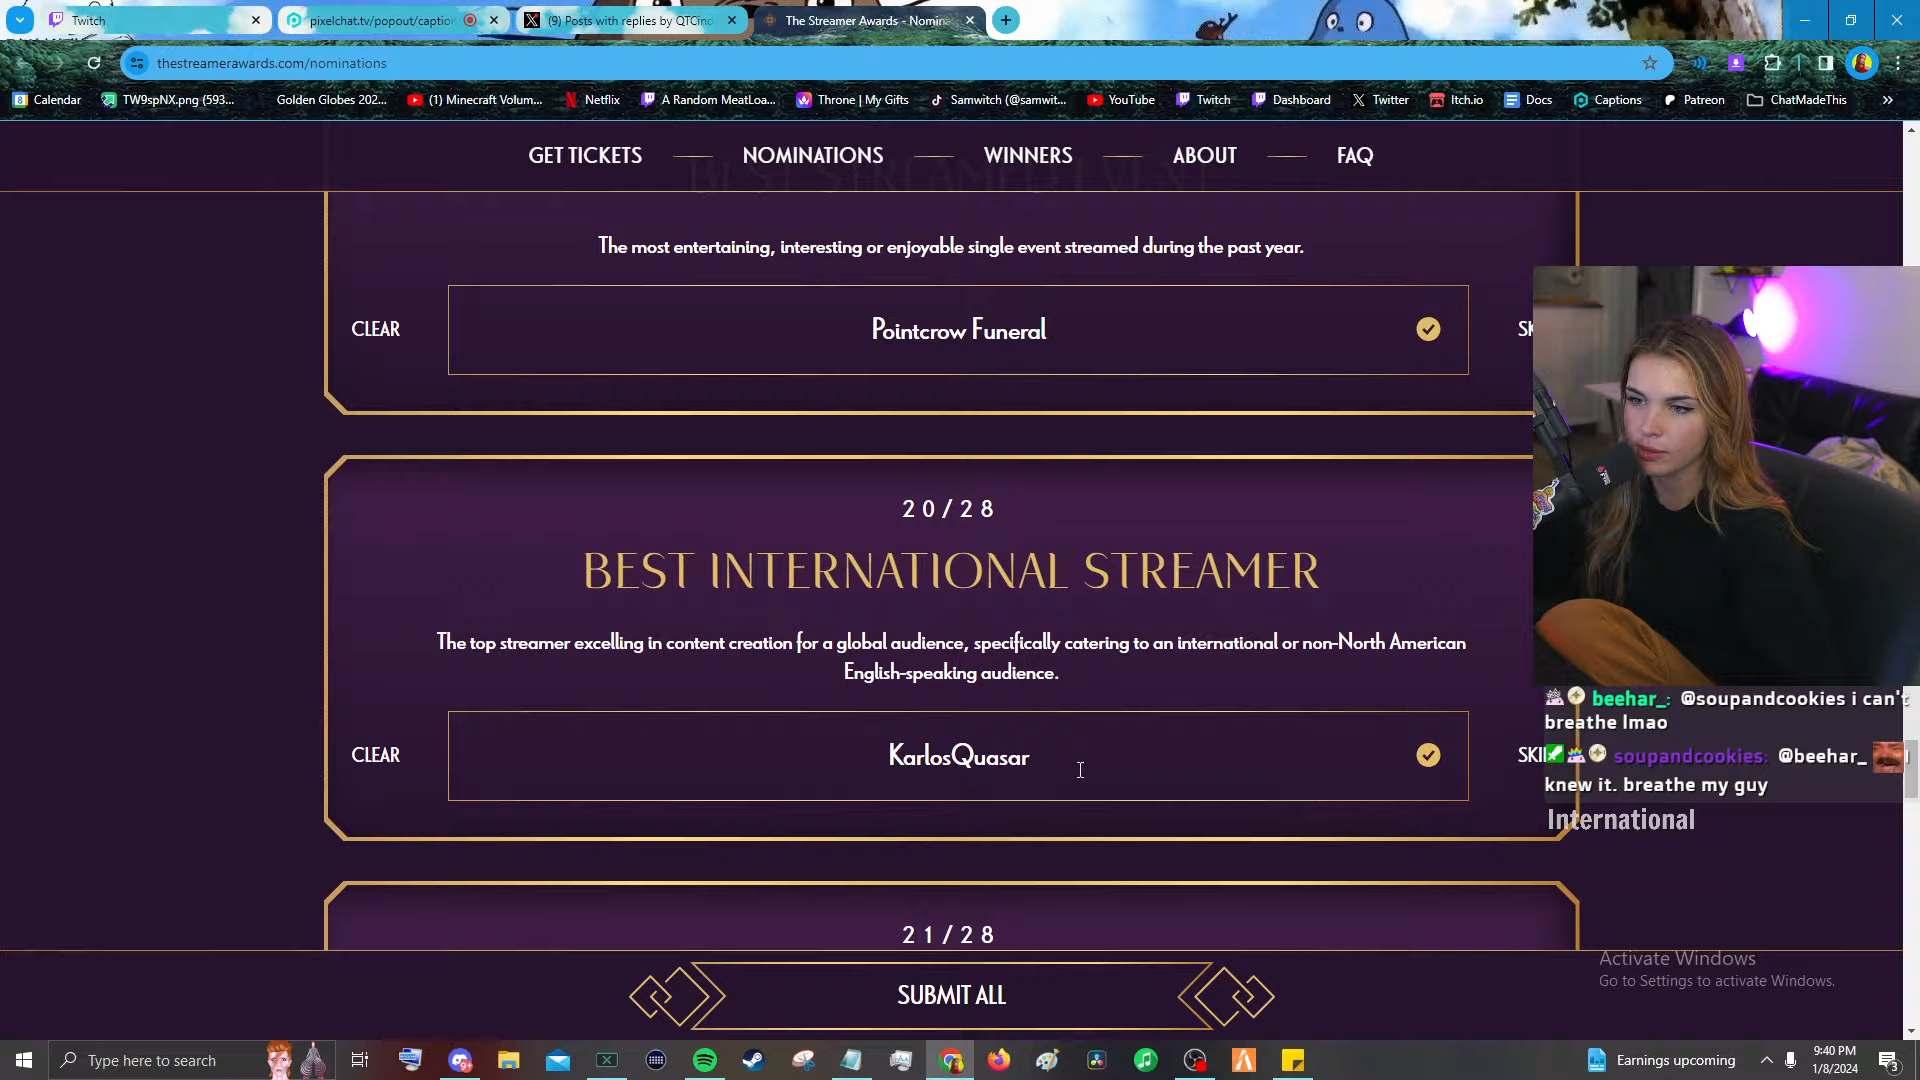 Twitch
pixelchat.tv/popout/captio
(9) Posts with replies by QTCin
The Streamer Awards - Nomin
thestreamerawards.com/nominations
Calendar
TW9spNX.png (593...
Golden Globes 202...
(1) Minecraft Volum...
Netflix
A Random MeatLoa...
Throne | My Gifts
Samwitch (@samwit...
YouTube
Twitch
Dashboard
Twitter
Itch.io
Docs
Captions
Patreon
ChatMadeThis
GET TICKETS
NOMINATIONS
WINNERS
ABOUT
FAQ
BEST STREAMED EVENT
The most entertaining, interesting or enjoyable single event streamed during the past year.
CLEAR
Pointcrow Funeral
SK
20/28
BEST INTERNATIONAL STREAMER
The top streamer excelling in content creation for a global audience, specifically catering to an international or non-North American
English-speaking audience.
CLEAR
KarlosQuasar
SKI
beehar_: @soupandcookies i can't
breathe lmao
soupandcookies: @beehar_ I
knew it. breathe my guy
International
21/28
SUBMIT ALL
Activate Windows
Go to Settings to activate Windows.
Type here to search
Earnings upcoming
9:40 PM
1/8/2024
3